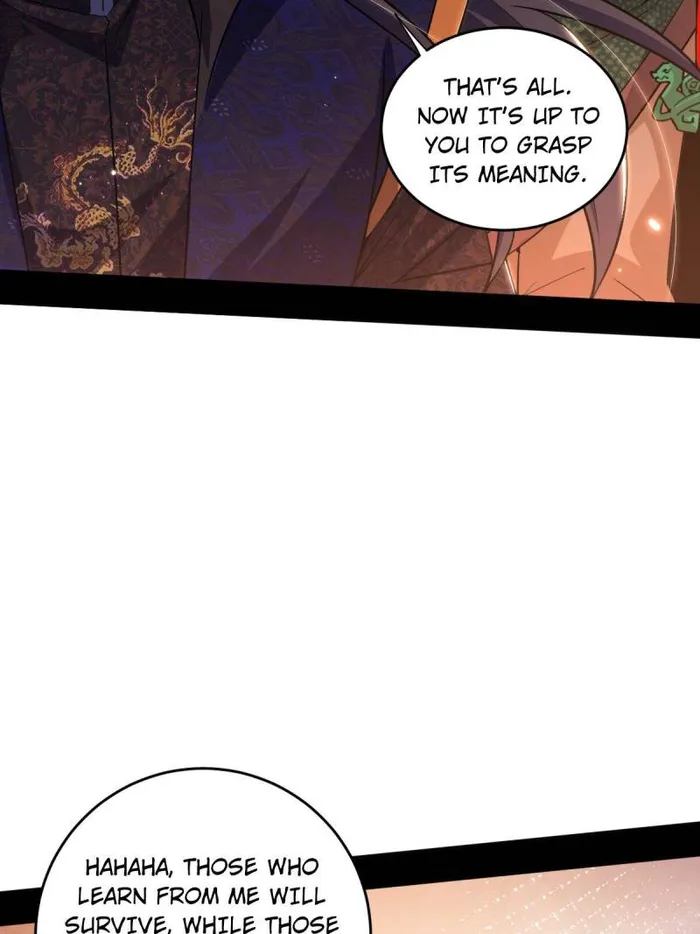 THAT'S ALL.
NOW IT'S UP TO
YOU TO GRASP
ITS MEANING.
HAHAHA, THOSE WHO
LEARN FROM ME WILL
SURVIVE, WHILE THOSE